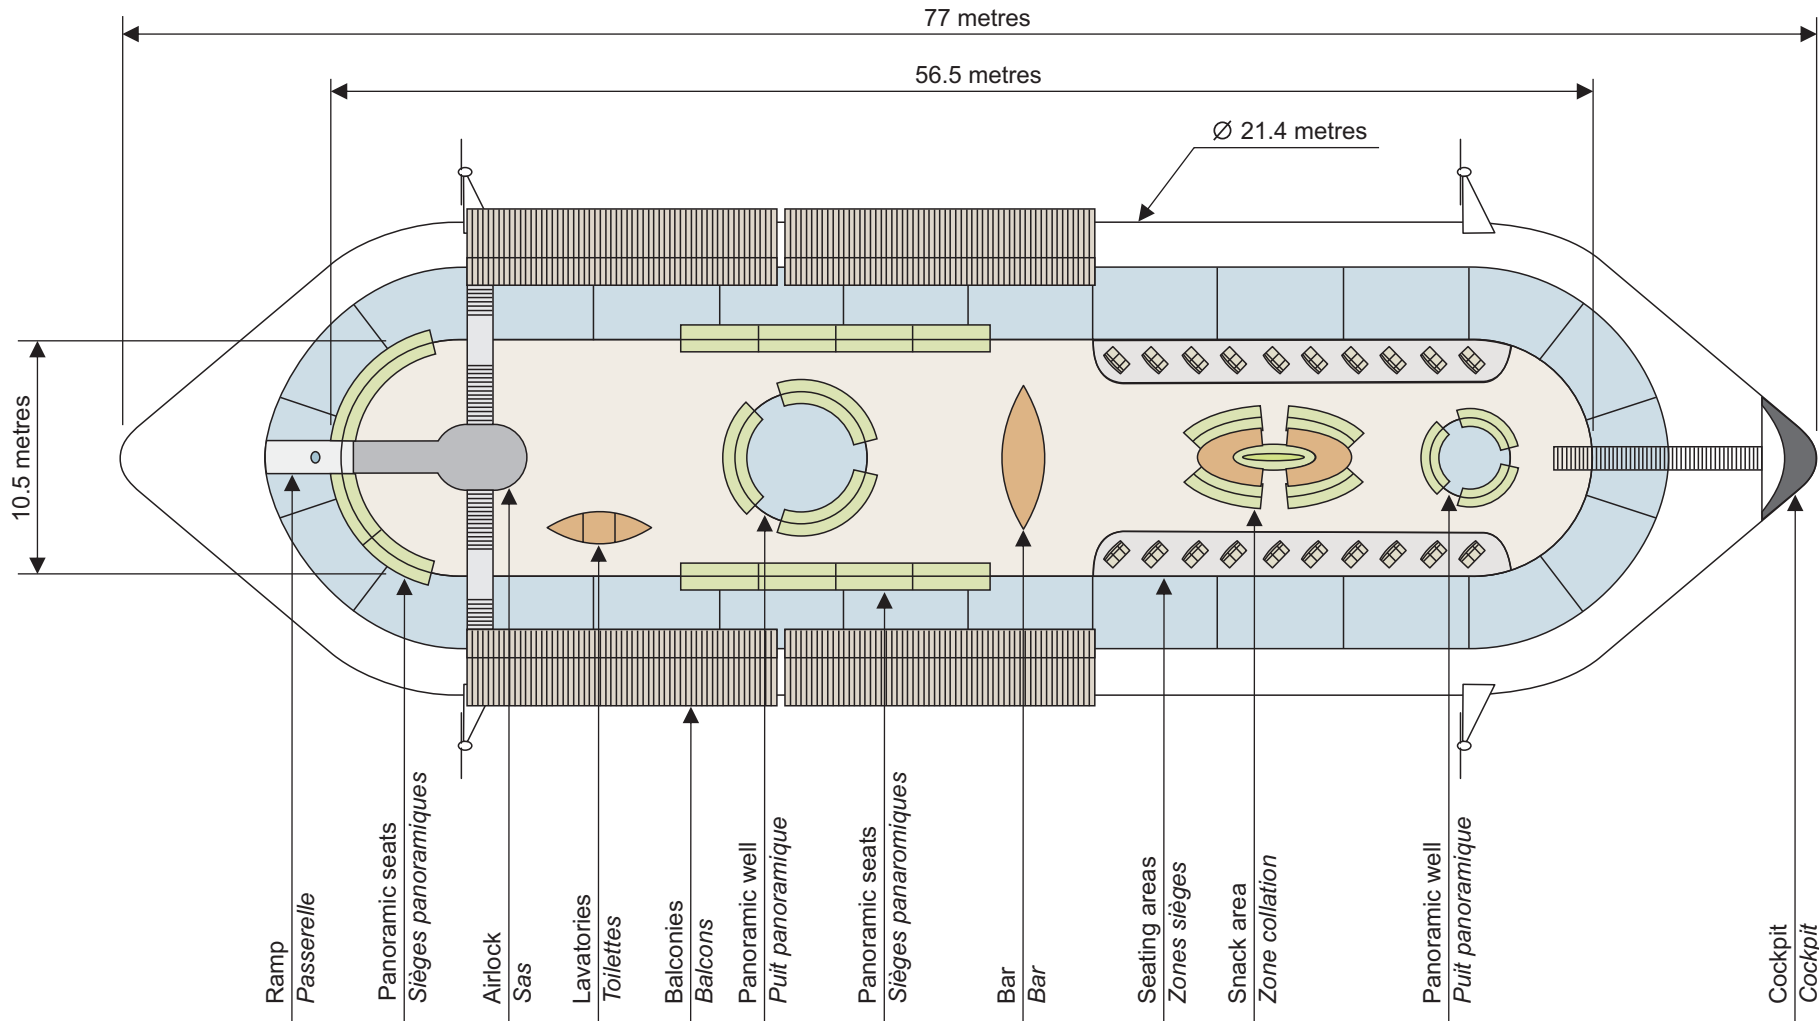 77 metres
56.5 metres
Ø 21.4 metres
10.5 metres
Ramp
Passerelle
Panoramic seats
Sièges panoramiques
Airlock
Sas
Lavatories
Toilettes
Balconies
Balcons
Panoramic well
Puit panoramique
Panoramic seats
Sièges panaromiques
Bar
Bar
Seating areas
Zones sièges
Snack area
Zone collation
Panoramic well
Puit panoramique
Cockpit
Cockpit